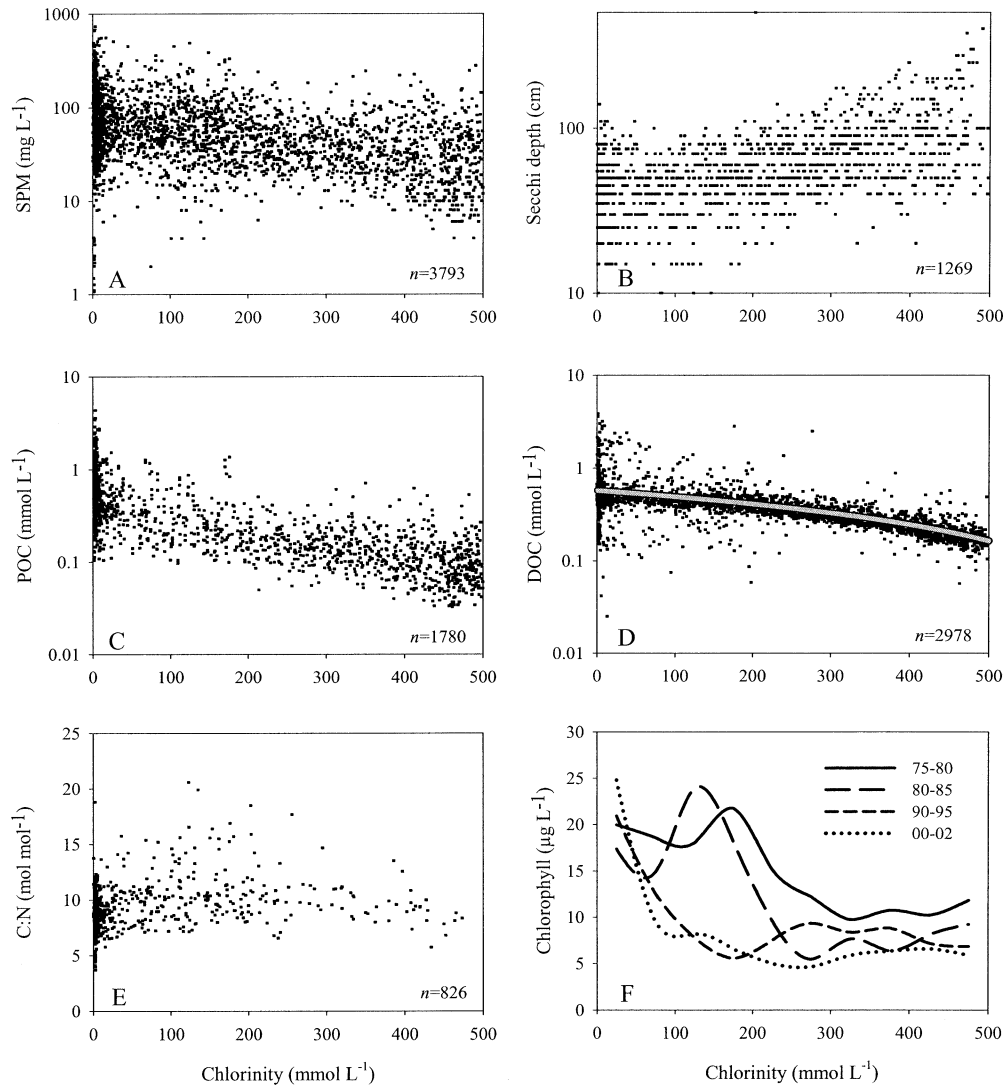 1000
100
10
1
SPM (mg L-1)
A
n=3793
0 100 200 300 400 500
100
10
Secchi depth (cm)
B
n=1269
0 100 200 300 400 500
10
1
0.1
0.01
POC (mmol L-1)
C
n=1780
0 100 200 300 400 500
10
1
0.1
0.01
DOC (mmol L-1)
D
n=2978
0 100 200 300 400 500
25
20
15
10
5
0
C:N (mol mol-1)
E
n=826
0 100 200 300 400 500
Chlorinity (mmol L-1)
30
25
20
15
10
5
0
Chlorophyll (µg L-1)
75-80
80-85
90-95
00-02
F
0 100 200 300 400 500
Chlorinity (mmol L-1)